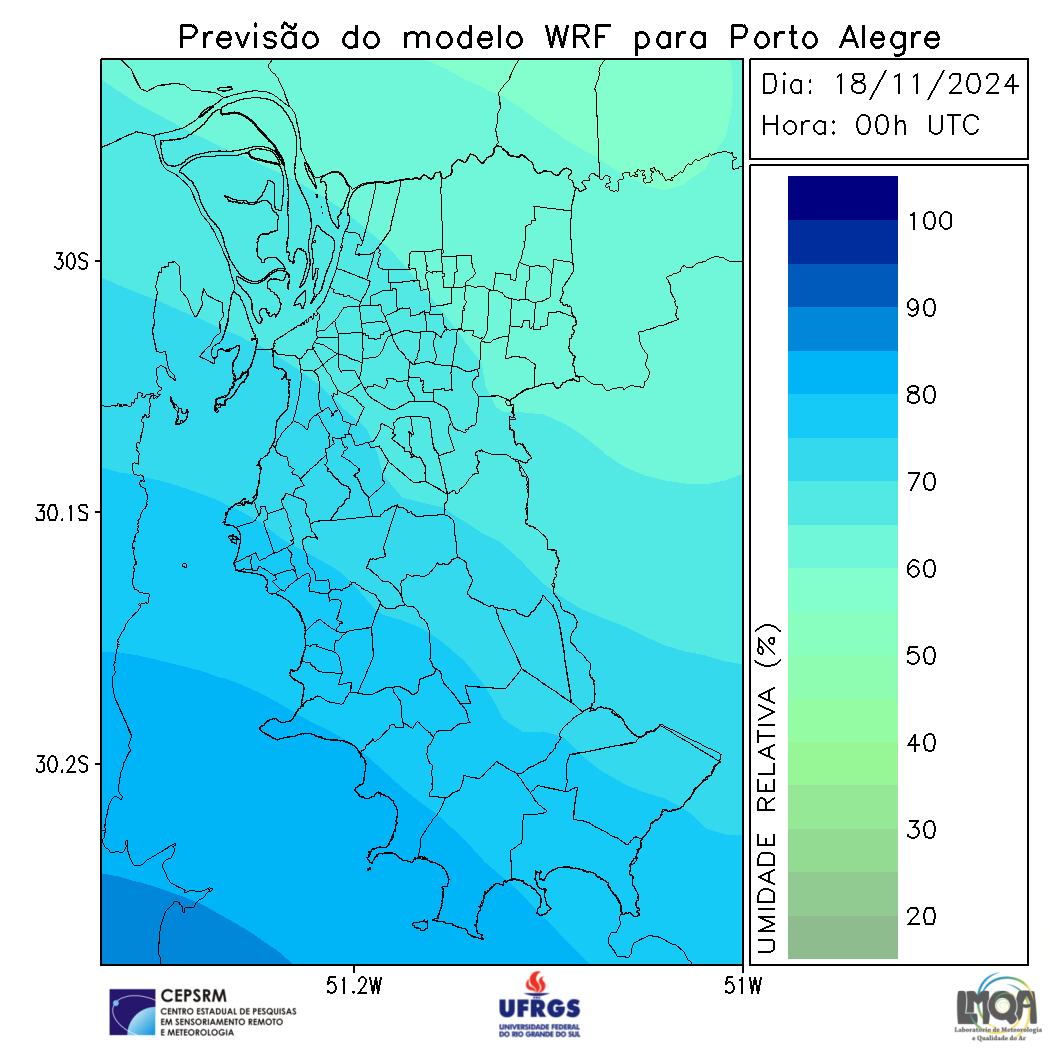 Previsão do modelo WRF para Porto Alegre
Dia: 18/11/2024
Hora: 00h UTC
100
90
80
70
60
50
40
30
20
UMIDADE RELATIVA (%)
30S
30.1S
30.2S
51.2W
51W
CEPSRM
CENTRO ESTADUAL DE PESQUISAS
EM SENSORIAMENTO REMOTO
E METEOROLOGIA
UFRGS
UNIVERSIDADE FEDERAL
DO RIO GRANDE DO SUL
LMQA
Laboratório de Meteorologia
e Qualidade do Ar